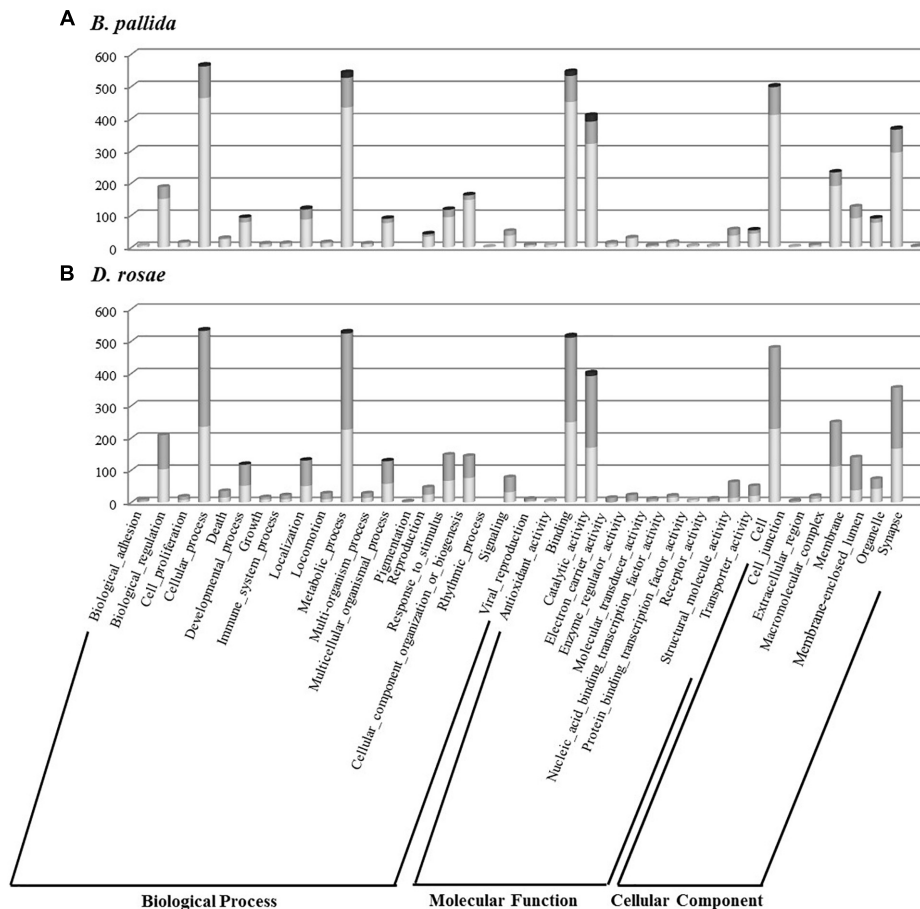 A B. pallida
600
500
400
300
200
100
0
B D. rosae
600
500
400
300
200
100
0
Biological_adhesion
Biological_regulation
Cell_proliferation
Cellular_process
Death
Developmental_process
Growth
Immune_system_process
Localization
Locomotion
Metabolic_process
Multi-organism_process
Multicellular_organismal_process
Pigmentation
Reproduction
Response_to_stimulus
Cellular_component_organization_or_biogenesis
Rhythmic_process
Signaling
Viral_reproduction
Antioxidant_activity
Binding
Catalytic_activity
Electron_carrier_activity
Enzyme_regulator_activity
Molecular_transducer_activity
Nucleic_acid_binding_transcription_factor_activity
Protein_binding_transcription_factor_activity
Receptor_activity
Structural_molecule_activity
Transporter_activity
Cell
Cell_junction
Extracellular_region
Macromolecular_complex
Membrane
Membrane-enclosed_lumen
Organelle
Synapse
Biological Process
Molecular Function
Cellular Component